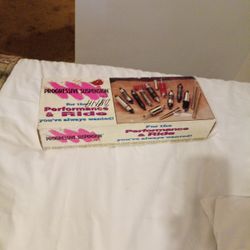 PROGRESSIVE SUSPENSION
For the
Performance
& Ride
you've always wanted!
PROGRESSIVE SUSPENSION
For the
Performance
& Ride
you've always wanted!